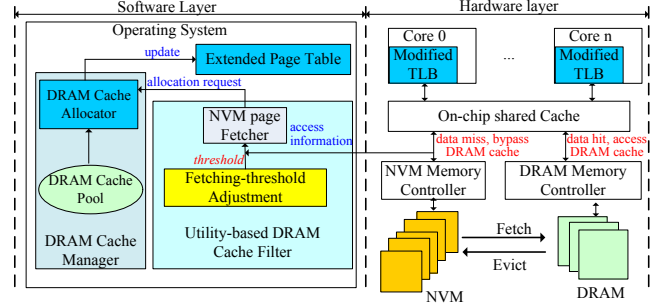 Software Layer
Hardware layer
Operating System
update
Extended Page Table
allocation request
DRAM Cache
Allocator
NVM page
Fetcher
access
information
threshold
Fetching-threshold
Adjustment
DRAM Cache
Pool
DRAM Cache
Manager
Utility-based DRAM
Cache Filter
Core 0
Modified
TLB
...
Core n
Modified
TLB
On-chip shared Cache
data miss, bypass
DRAM cache
data hit, access
DRAM cache
NVM Memory
Controller
DRAM Memory
Controller
Fetch
Evict
NVM
DRAM